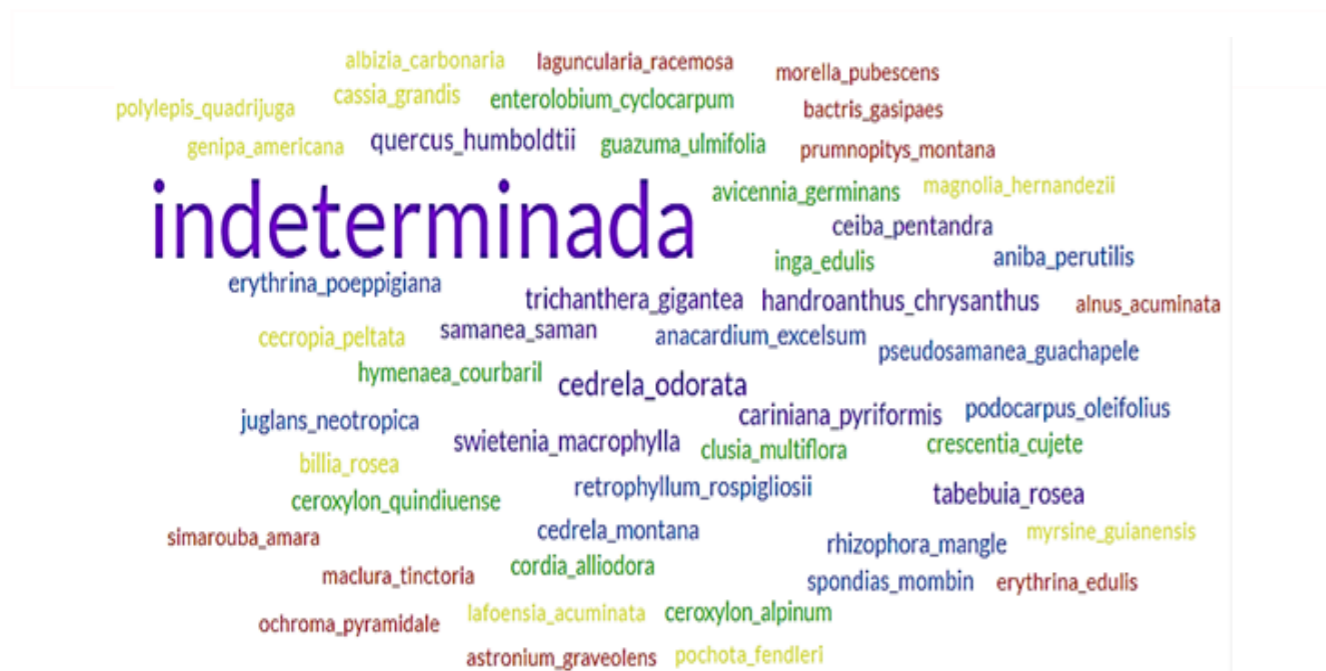 albizia_carbonaria laguncularia_racemosa morella_pubescens
polylepis_quadrijuga cassia_grandis enterolobium_cyclocarpum bactris_gasipaes
genipa_americana quercus_humboldtii guazuma_ulmifolia prumnopitys_montana
indeterminada avicennia_germinans magnolia_hernandezii
ceiba_pentandra
inga_edulis aniba_perutilis
erythrina_poeppigiana trichanthera_gigantea handroanthus_chrysanthus alnus_acuminata
cecropia_peltata samanea_saman anacardium_excelsum pseudosamanea_guachapele
hymenaea_courbaril cedrela_odorata
juglans_neotropica cariniana_pyriformis podocarpus_oleifolius
swietenia_macrophylla clusia_multiflora crescentia_cujete
billia_rosea
ceroxylon_quindiuense retrophyllum_rospigliosii tabebuia_rosea
simarouba_amara cedrela_montana rhizophora_mangle myrsine_guianensis
maclura_tinctoria cordia_alliodora spondias_mombin erythrina_edulis
ochroma_pyramidale lafoensia_acuminata ceroxylon_alpinum
astronium_graveolens pochota_fendleri